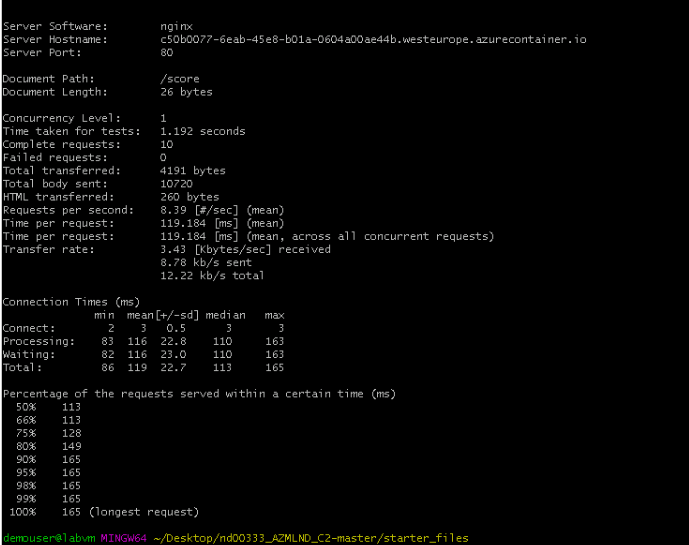 Server Software: nginx
Server Hostname: c50b0077-6eab-45e8-b01a-0604a00ae44b.westeurope.azurecontainer.io
Server Port: 80
Document Path: /score
Document Length: 26 bytes
Concurrency Level: 1
Time taken for tests: 1.192 seconds
Complete requests: 10
Failed requests: 0
Total transferred: 4191 bytes
Total body sent: 10720
HTML transferred: 260 bytes
Requests per second: 8.39 [#/sec] (mean)
Time per request: 119.184 [ms] (mean)
Time per request: 119.184 [ms] (mean, across all concurrent requests)
Transfer rate: 3.43 [Kbytes/sec] received
8.78 kb/s sent
12.22 kb/s total
Connection Times (ms)
min mean[+/-sd] median max
Connect: 2 3 0.5 3 3
Processing: 83 116 22.8 110 163
Waiting: 82 116 23.0 110 163
Total: 86 119 22.7 113 165
Percentage of the requests served within a certain time (ms)
50% 113
66% 113
75% 128
80% 149
90% 165
95% 165
98% 165
99% 165
100% 165 (longest request)
demouser@labvm MINGW64 ~/Desktop/nd00333_AZMLND_C2-master/starter_files